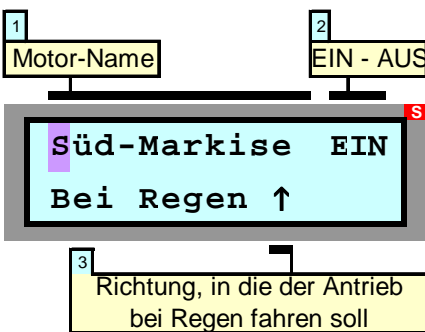 1
Motor-Name
2
EIN - AUS
S
Süd-Markise EIN
Bei Regen ↑
3
Richtung, in die der Antrieb
bei Regen fahren soll